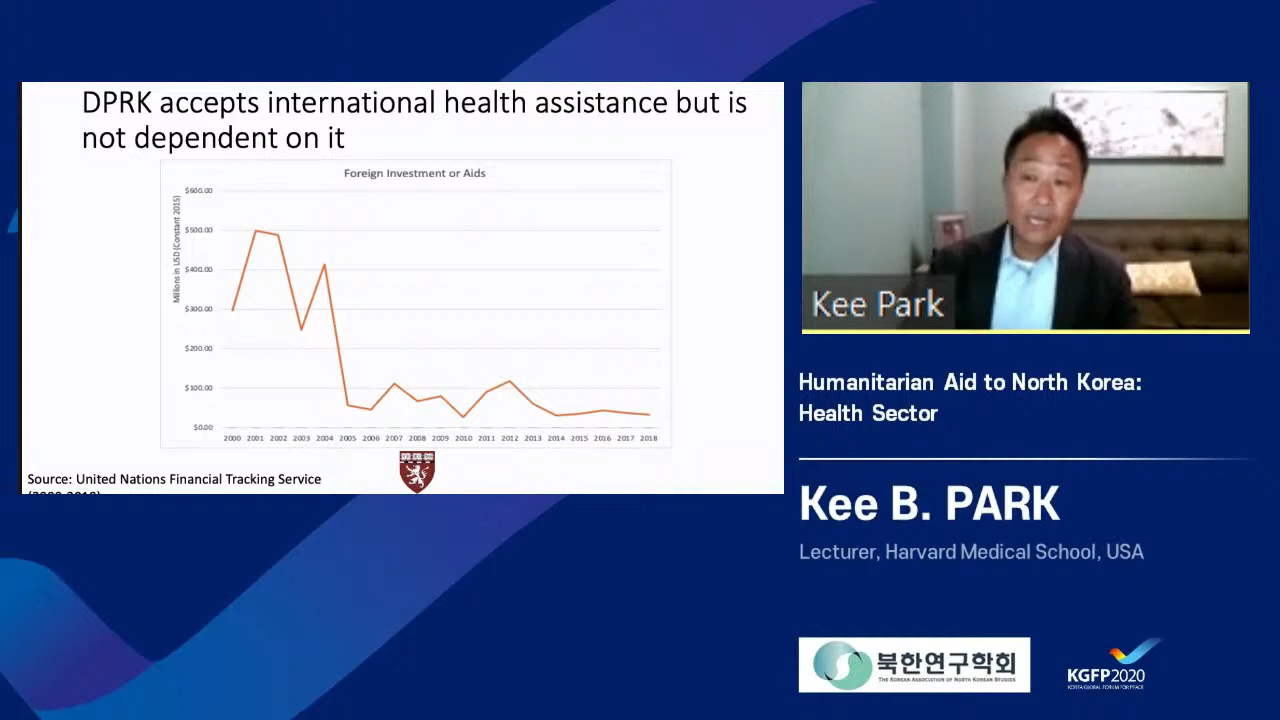 DPRK accepts international health assistance but is
not dependent on it
Foreign Investment or Aids
Millions in USD (Constant 2015)
$600.00
$500.00
$400.00
$300.00
$200.00
$100.00
$0.00
2000 2001 2002 2003 2004 2005 2006 2007 2008 2009 2010 2011 2012 2013 2014 2015 2016 2017 2018
Source: United Nations Financial Tracking Service
Kee Park
Humanitarian Aid to North Korea:
Health Sector
Kee B. PARK
Lecturer, Harvard Medical School, USA
북한연구학회
THE KOREAN ASSOCIATION OF NORTH KOREAN STUDIES
KGFP2020
KOREA GLOBAL FORUM FOR PEACE